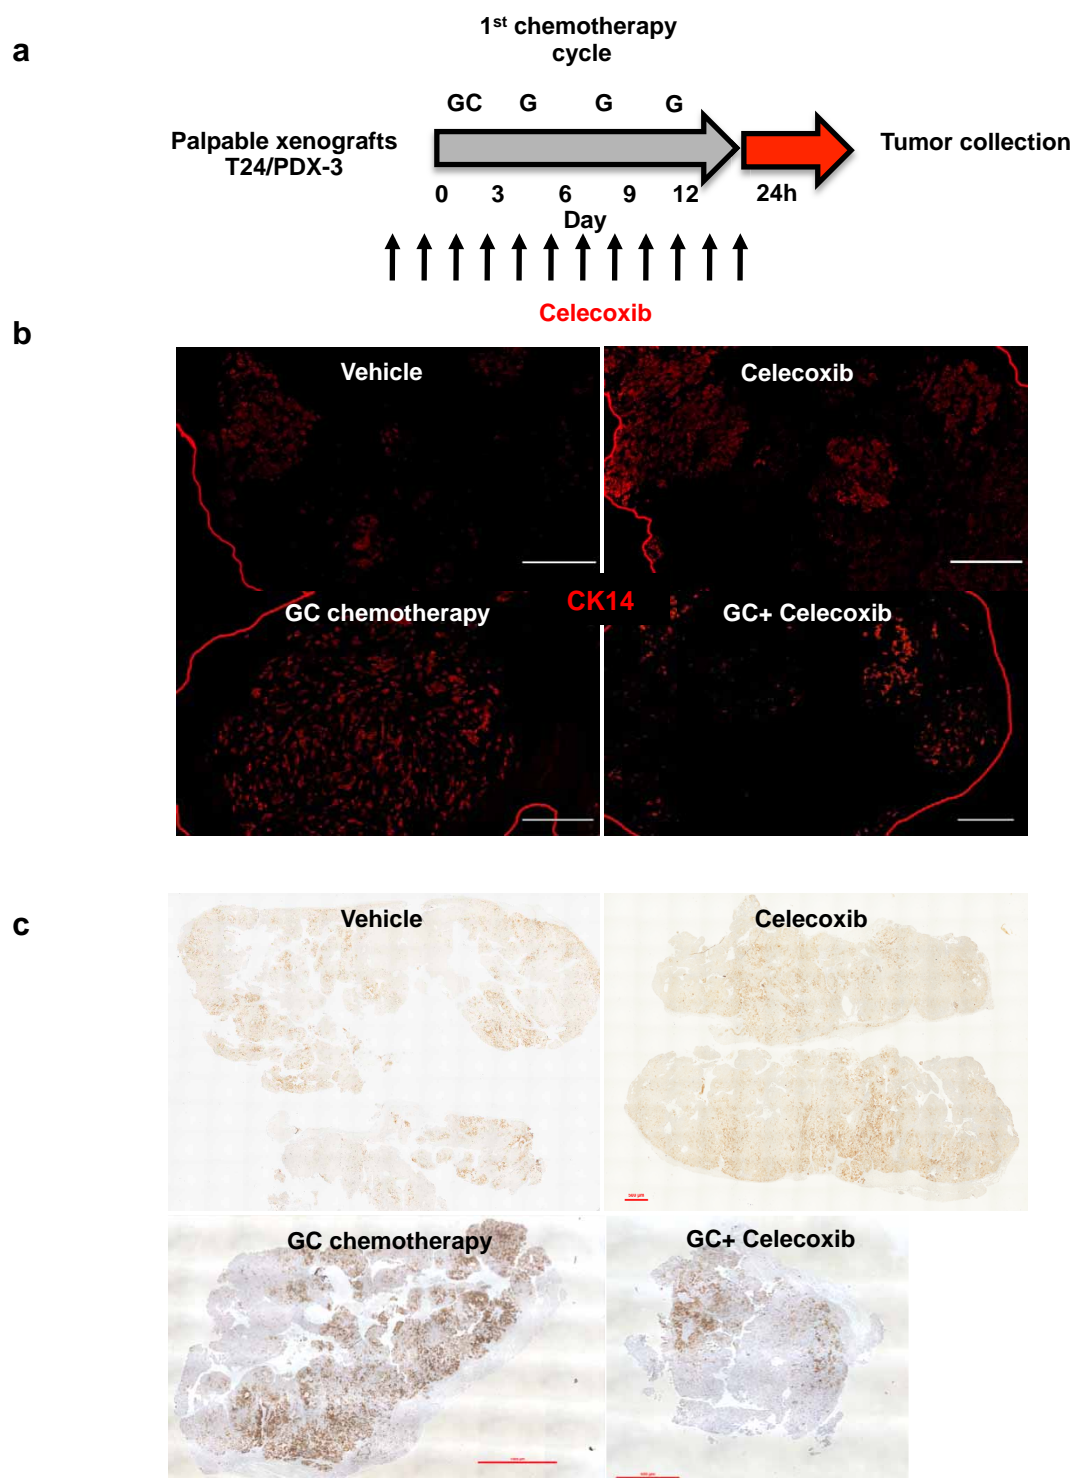 a
1st chemotherapy
cycle
GC G G G
Palpable xenografts
T24/PDX-3
Tumor collection
0 3 6 9 12 24h
Day
Celecoxib
b
Vehicle
Celecoxib
CK14
GC chemotherapy
GC+ Celecoxib
c
Vehicle
Celecoxib
GC chemotherapy
GC+ Celecoxib